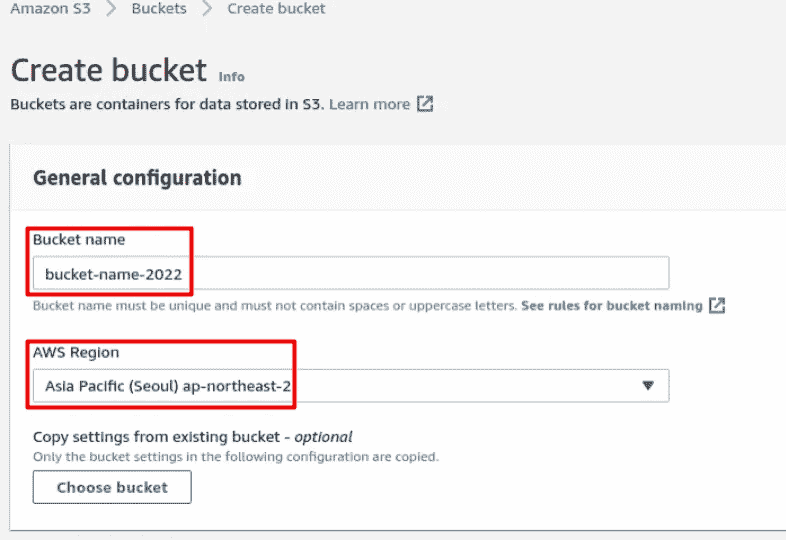 Amazon S3 > Buckets > Create bucket
Create bucket Info
Buckets are containers for data stored in S3. Learn more
General configuration
Bucket name
bucket-name-2022
Bucket name must be unique and must not contain spaces or uppercase letters. See rules for bucket naming
AWS Region
Asia Pacific (Seoul) ap-northeast-2
Copy settings from existing bucket - optional
Only the bucket settings in the following configuration are copied.
Choose bucket